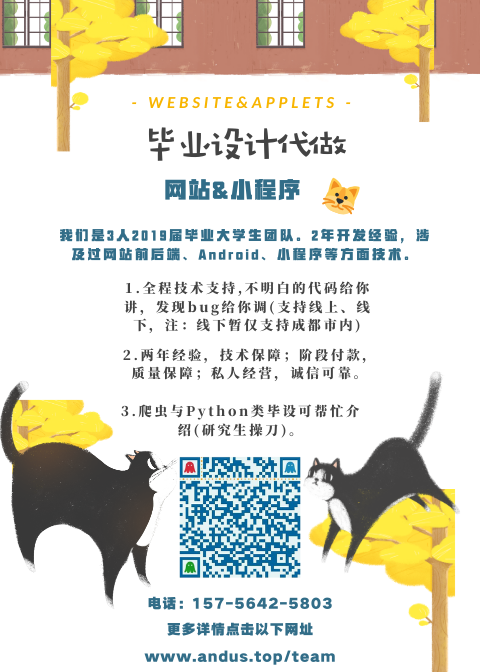 - WEBSITE&APPLETS -
毕业设计代做
网站&小程序
我们是3人2019届毕业大学生团队。2年开发经验，涉
及过网站前后端、Android、小程序等方面技术。
1.全程技术支持,不明白的代码给你
讲，发现bug给你调(支持线上、线
下，注：线下暂仅支持成都市内)
2.两年经验，技术保障；阶段付款，
质量保障；私人经营，诚信可靠。
3.爬虫与Python类毕设可帮忙介
绍(研究生操刀)。
电话：157-5642-5803
更多详情点击以下网址
www.andus.top/team